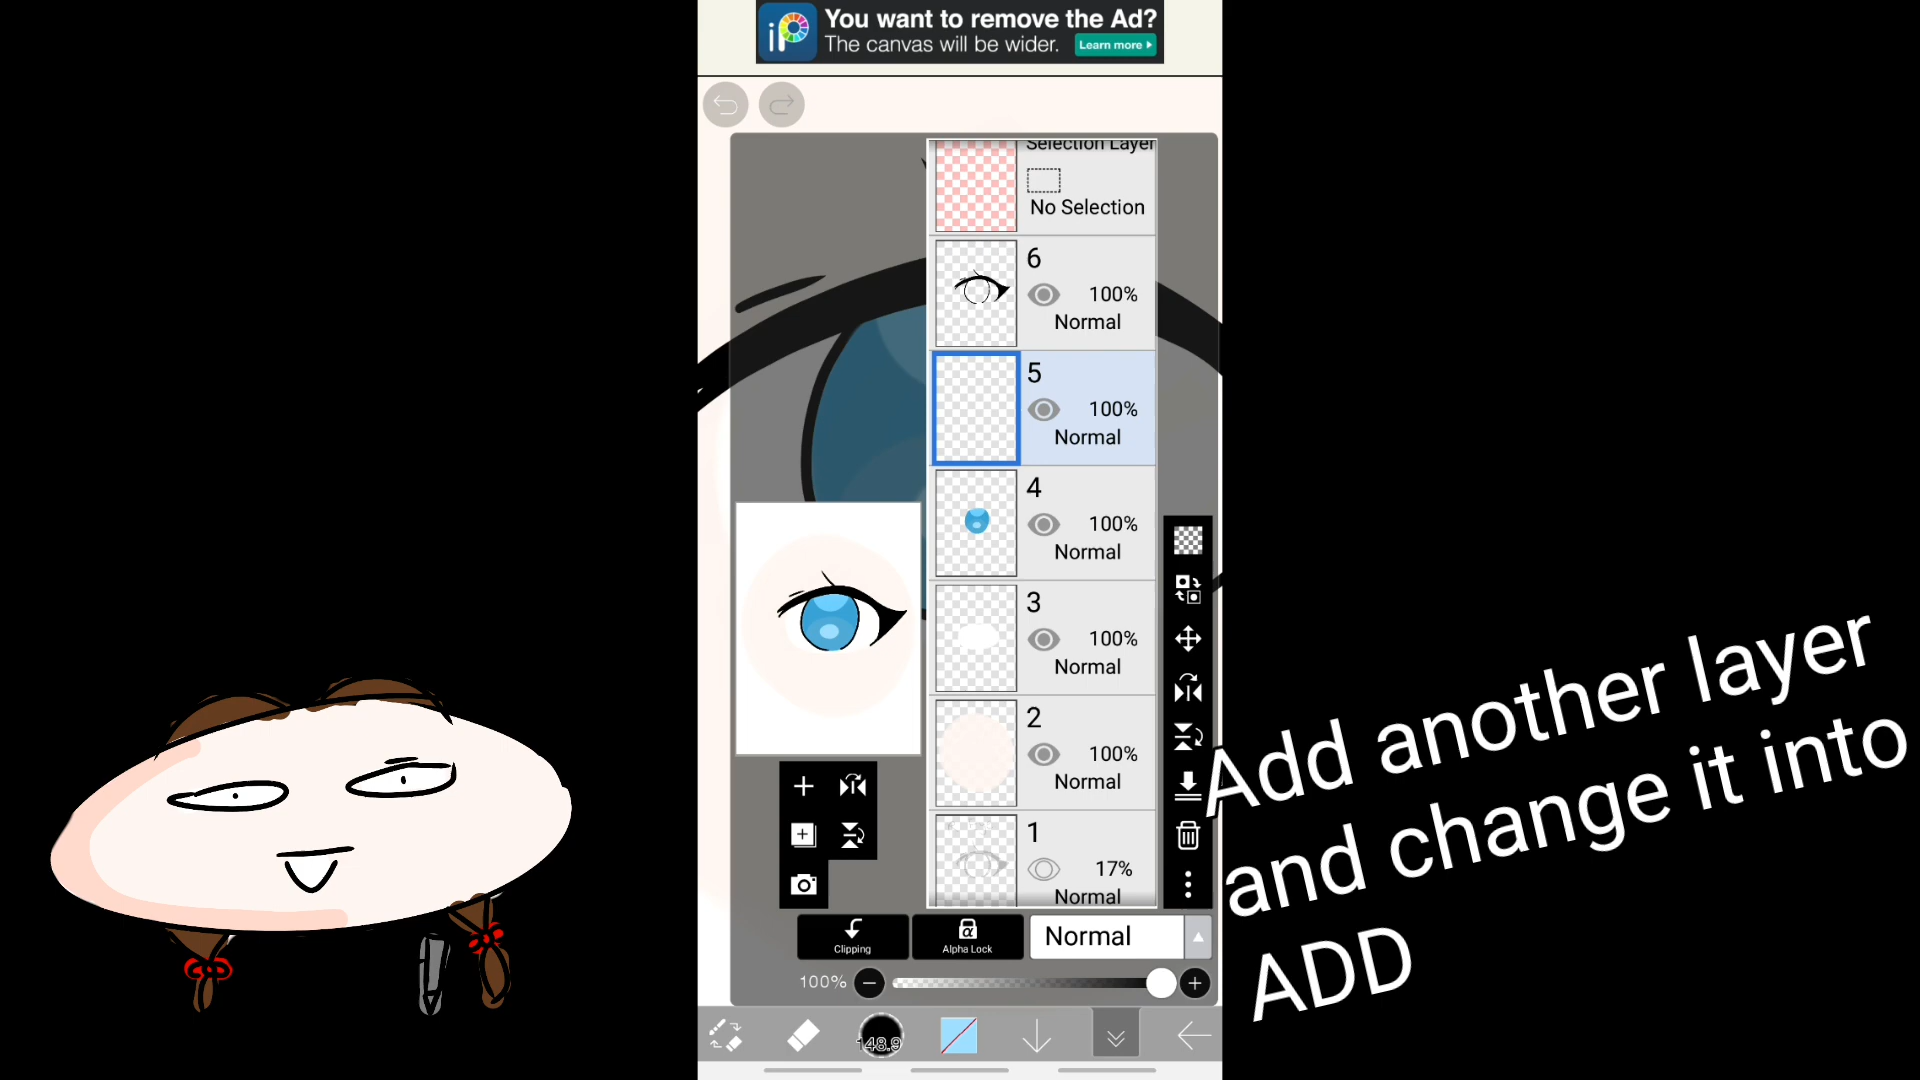 iP
You want to remove the Ad?
The canvas will be wider.
Learn more
Selection Layer
No Selection
6
100%
Normal
5
100%
Normal
4
100%
Normal
3
100%
Normal
2
100%
Normal
1
17%
Normal
Clipping
α
Alpha Lock
Normal
100%
148.9
Add another layer
and change it into
ADD